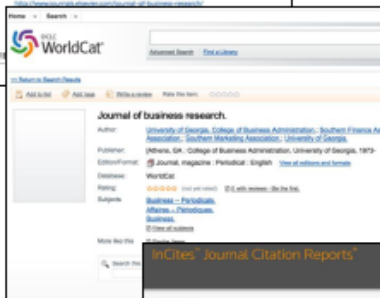 http://www.journals.elsevier.com/journal-of-business-research/
Home Search
OCLC
WorldCat®
Advanced Search Find a Library
<< Return to Search Results
Add to list Add tags Write a review Rate this item:
Journal of business research.
Author: University of Georgia. College of Business Administration.; Southern Finance As
Association.; Southern Marketing Association.; University of Georgia.
Publisher: [Athens, GA : College of Business Administration, University of Georgia, 1973-
Edition/Format: Journal, magazine : Periodical : English View all editions and formats
Database: WorldCat
Rating: (not yet rated) 0 with reviews - Be the first.
Subjects Business -- Periodicals.
Affaires -- Périodiques.
Business.
View all subjects
More like this Similar Items
Search this
InCites™ Journal Citation Reports®